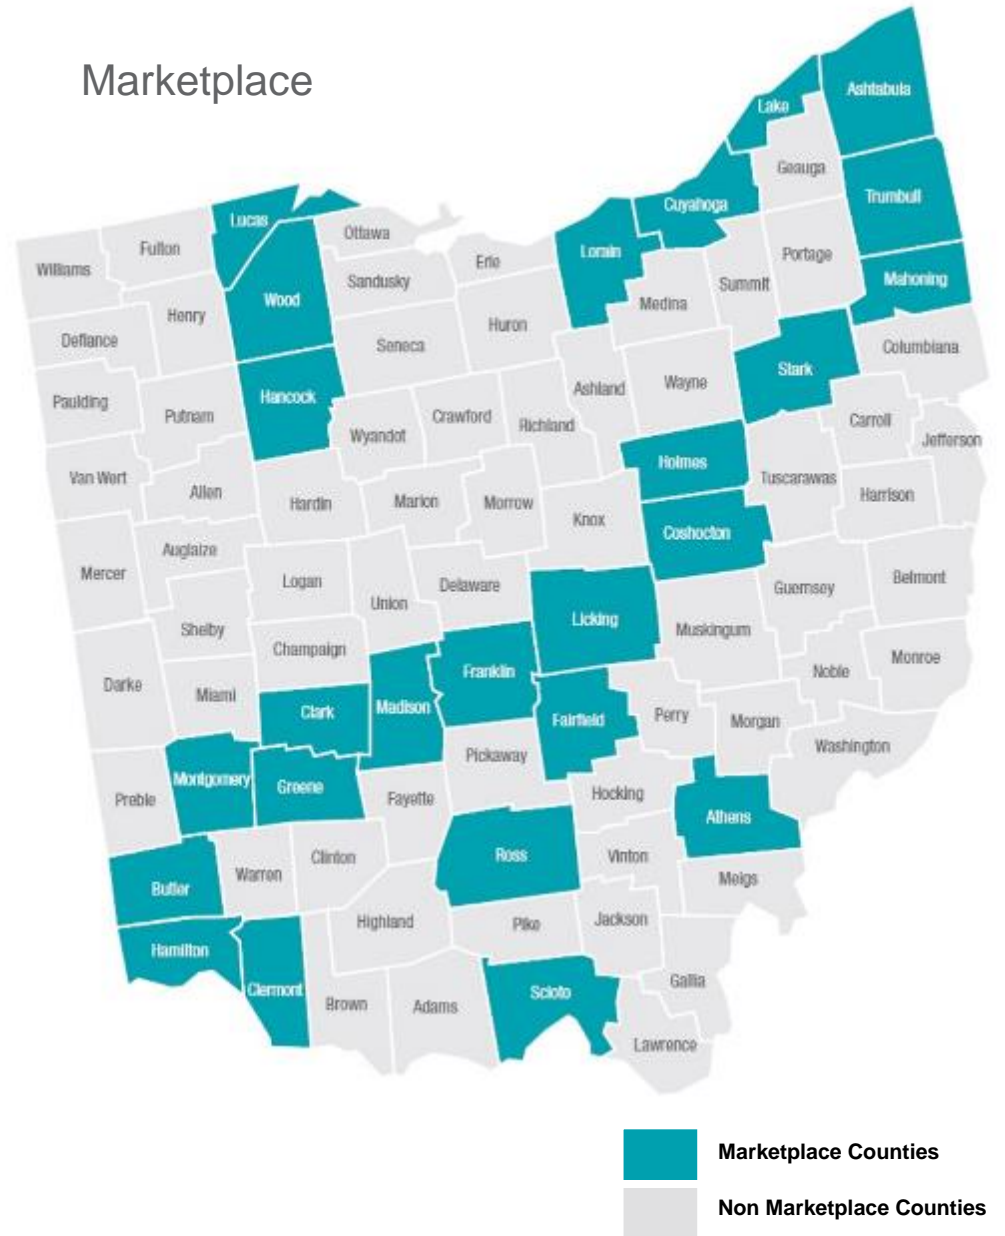 Marketplace
Ashtabula
Lake
Geauga
Trumbull
Cuyahoga
Lucas
Ottawa
Fulton
Lorain
Portage
Erie
Williams
Sandusky
Mahoning
Summit
Wood
Medina
Henry
Huron
Defiance
Seneca
Columbiana
Stark
Wayne
Ashland
Hancock
Paulding
Putnam
Crawford
Carroll
Richland
Wyandot
Jefferson
Holmes
Van Wert
Tuscarawas
Allen
Harrison
Marion
Morrow
Hardin
Knox
Coshocton
Auglaize
Mercer
Belmont
Logan
Delaware
Guernsey
Union
Licking
Shelby
Muskingum
Champaign
Monroe
Franklin
Noble
Darke
Miami
Madison
Clark
Perry
Fairfield
Morgan
Washington
Pickaway
Montgomery
Greene
Hocking
Preble
Fayette
Athens
Ross
Vinton
Clinton
Warren
Meigs
Butler
Jackson
Highland
Pike
Hamilton
Gallia
Clermont
Scioto
Brown
Adams
Lawrence
Marketplace Counties
Non Marketplace Counties